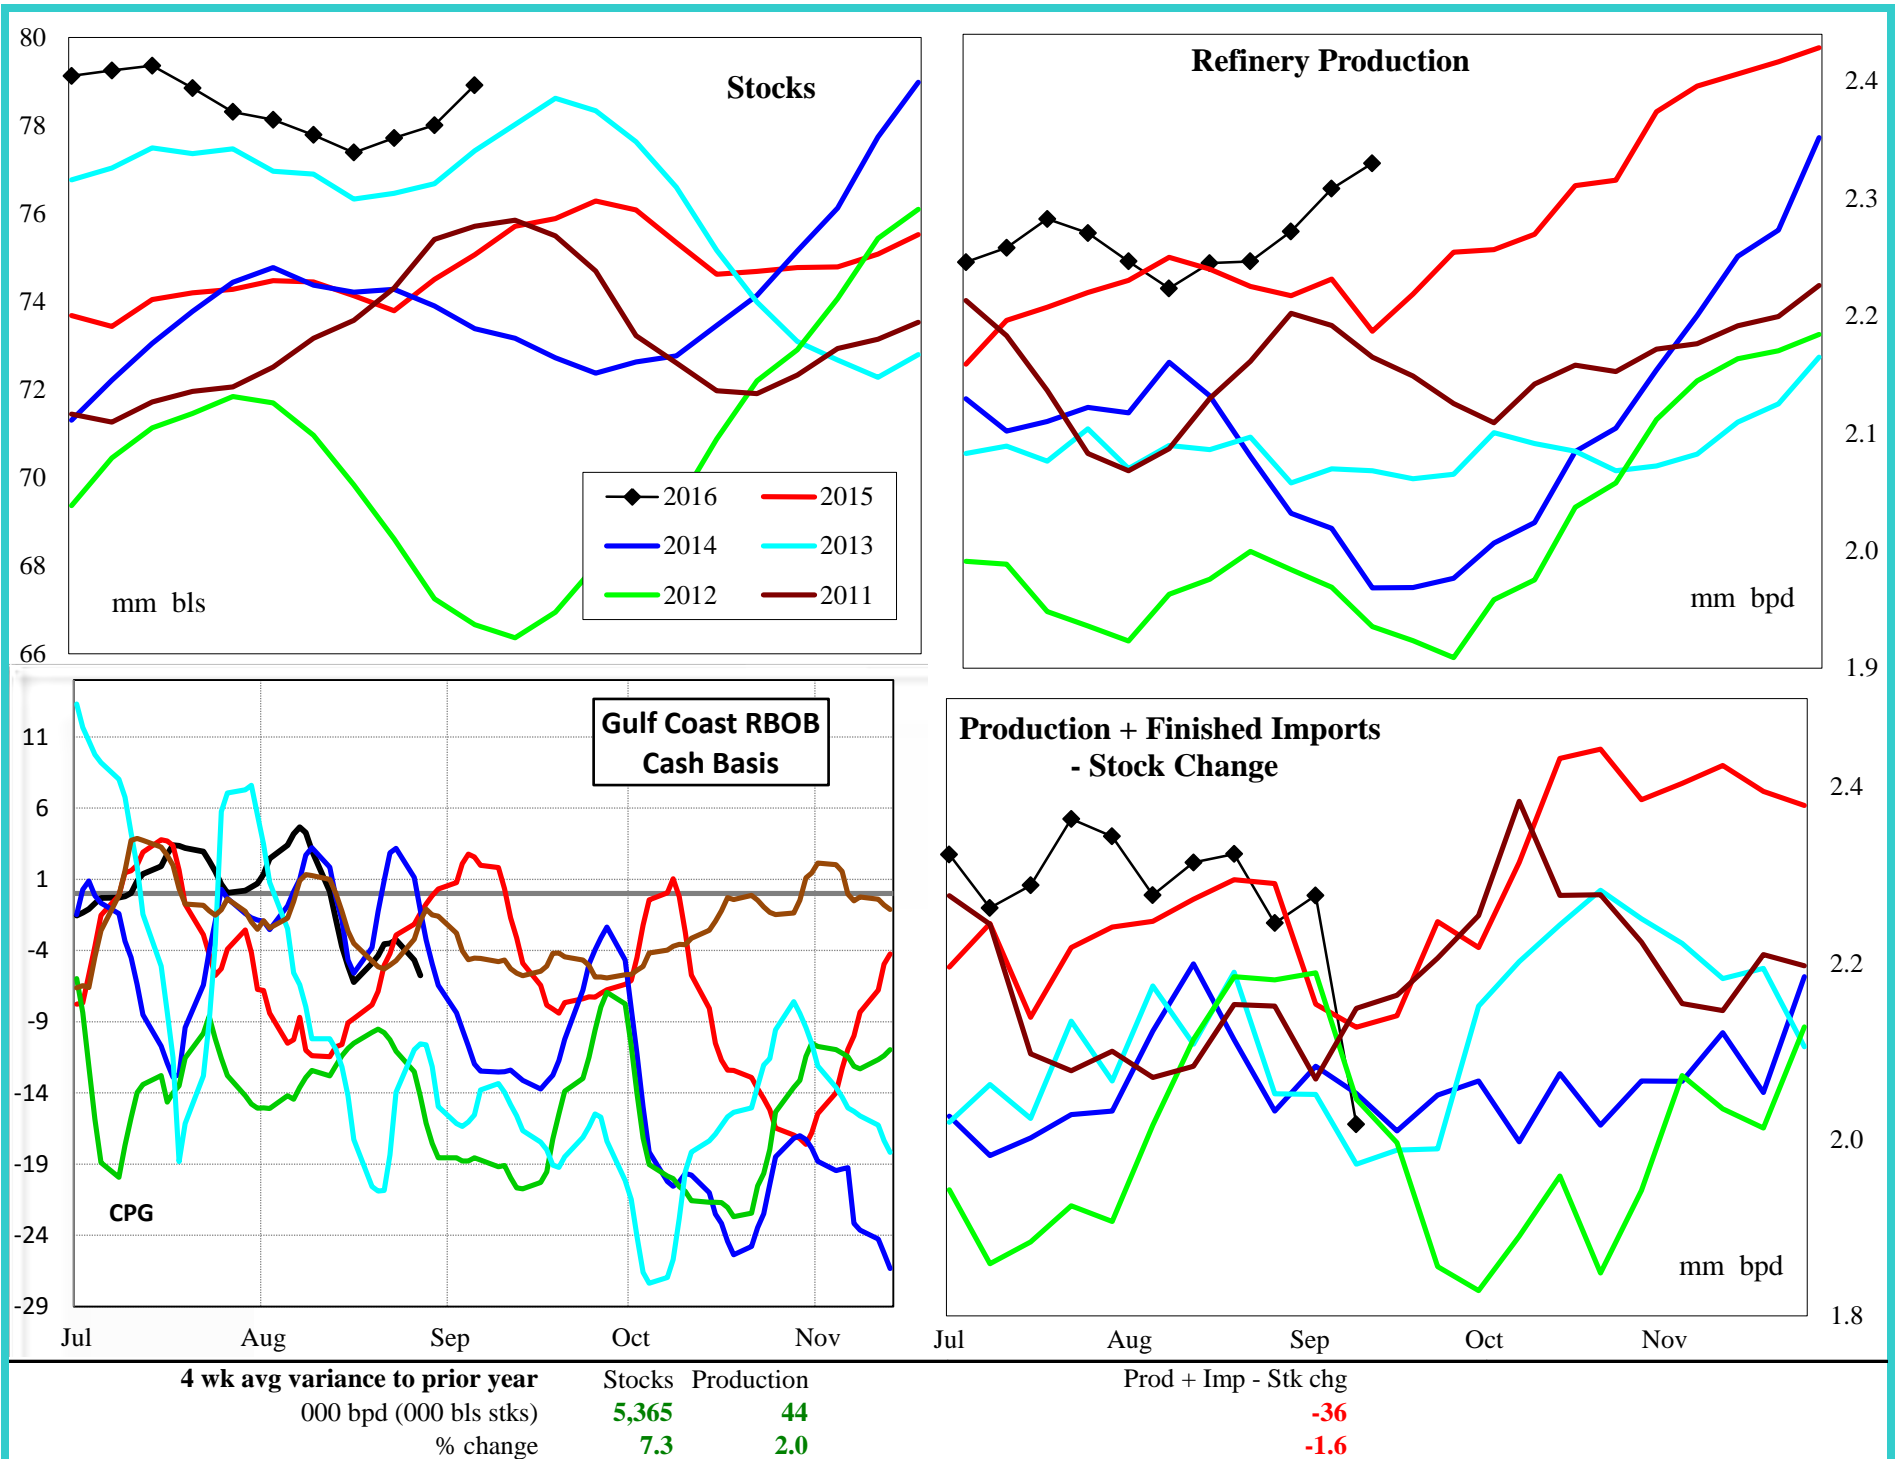 Stocks
80
78
76
74
72
70
68
66
mm bls
2016
2015
2014
2013
2012
2011
Refinery Production
2.4
2.3
2.2
2.1
2.0
1.9
mm bpd
Gulf Coast RBOB
Cash Basis
11
6
1
-4
-9
-14
-19
-24
-29
CPG
Jul Aug Sep Oct Nov
Production + Finished Imports
- Stock Change
2.4
2.2
2.0
1.8
mm bpd
Jul Aug Sep Oct Nov
4 wk avg variance to prior year Stocks Production Prod + Imp - Stk chg
000 bpd (000 bls stks) 5,365 44 -36
% change 7.3 2.0 -1.6